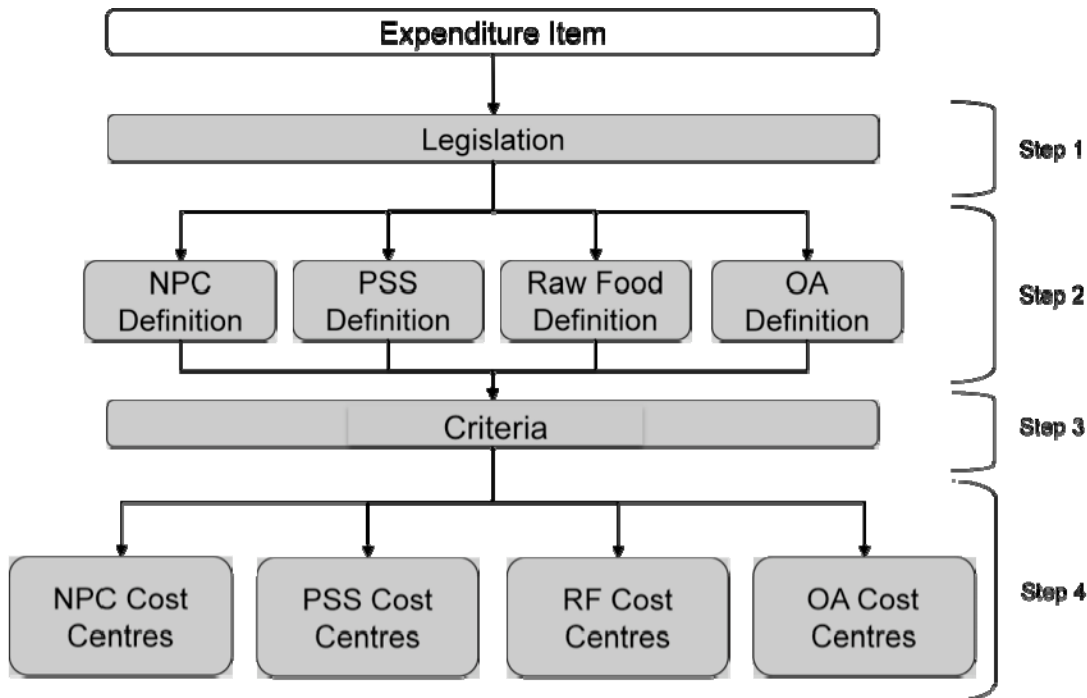 Expenditure Item
Legislation
Step 1
NPC
Definition
PSS
Definition
Raw Food
Definition
OA
Definition
Step 2
Criteria
Step 3
NPC Cost
Centres
PSS Cost
Centres
RF Cost
Centres
OA Cost
Centres
Step 4